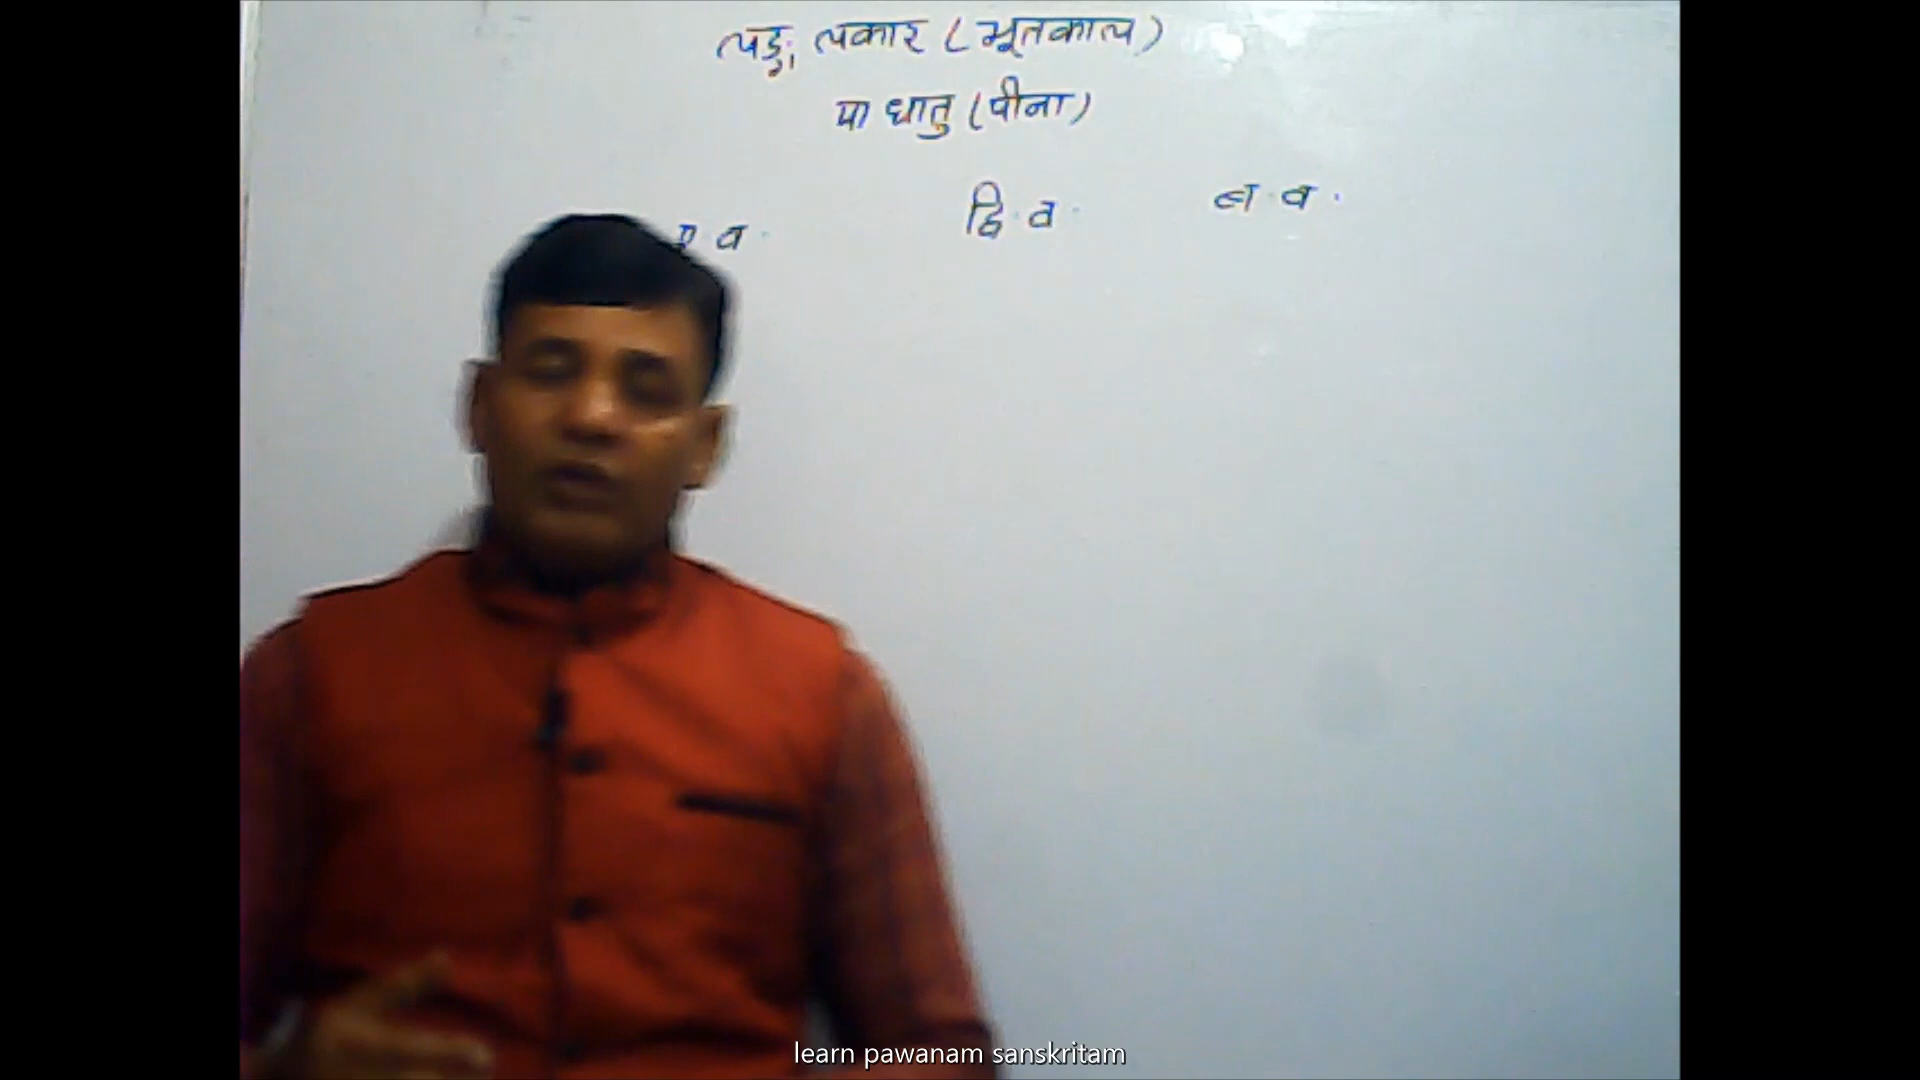 लङ् लकार (भूतकाल)
पा धातु (पीना)
ए. व. द्वि. व. ब. व.
learn pawanam sanskritam